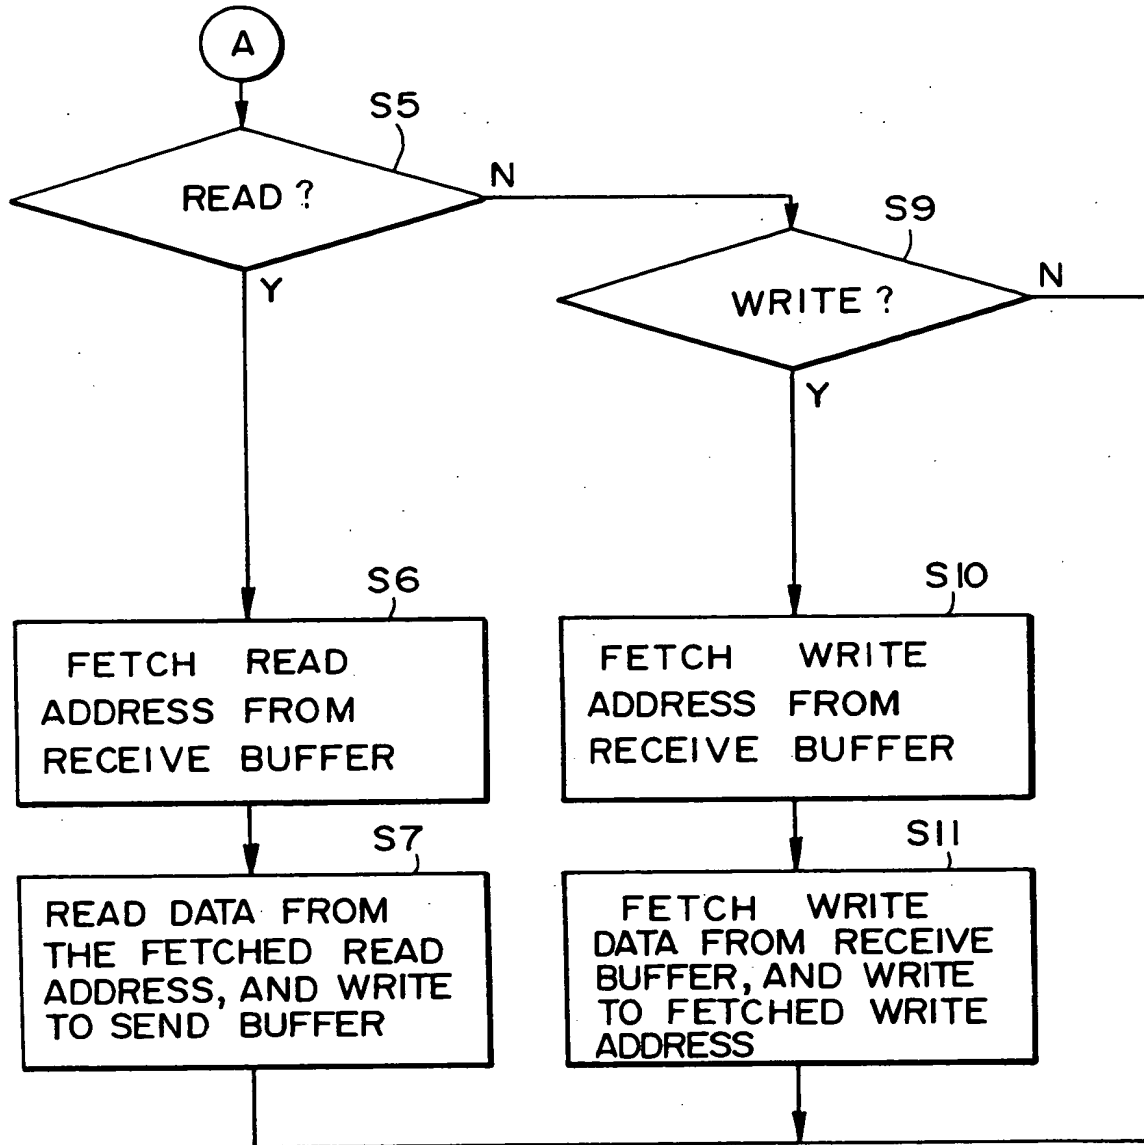 A
S5
READ ?
N
Y
S9
WRITE ?
N
Y
S6
FETCH READ
ADDRESS FROM
RECEIVE BUFFER
S10
FETCH WRITE
ADDRESS FROM
RECEIVE BUFFER
S7
READ DATA FROM
THE FETCHED READ
ADDRESS, AND WRITE
TO SEND BUFFER
S11
FETCH WRITE
DATA FROM RECEIVE
BUFFER, AND WRITE
TO FETCHED WRITE
ADDRESS